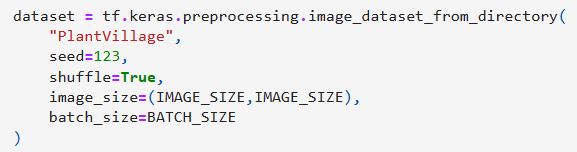 dataset = tf.keras.preprocessing.image_dataset_from_directory(
    "PlantVillage",
    seed=123,
    shuffle=True,
    image_size=(IMAGE_SIZE,IMAGE_SIZE),
    batch_size=BATCH_SIZE
)